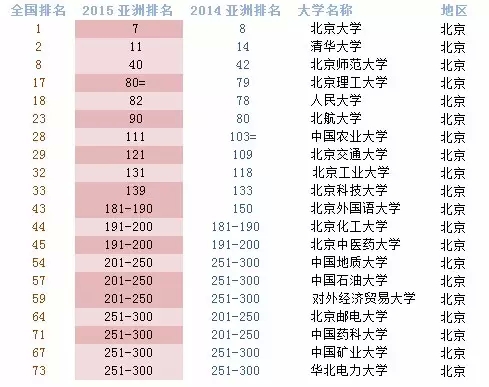 全国排名 2015亚洲排名 2014亚洲排名 大学名称 地区
1 7 8 北京大学 北京
2 11 14 清华大学 北京
8 40 42 北京师范大学 北京
17 80= 79 北京理工大学 北京
18 82 78 人民大学 北京
23 90 80 北航大学 北京
28 111 103= 中国农业大学 北京
29 121 109 北京交通大学 北京
32 131 118 北京工业大学 北京
33 139 133 北京科技大学 北京
43 181-190 150 北京外国语大学 北京
44 191-200 181-190 北京化工大学 北京
45 191-200 191-200 北京中医药大学 北京
54 201-250 251-300 中国地质大学 北京
57 201-250 251-300 中国石油大学 北京
59 201-250 251-300 对外经济贸易大学 北京
64 251-300 201-250 北京邮电大学 北京
71 251-300 251-300 中国药科大学 北京
67 251-300 251-300 中国矿业大学 北京
73 251-300 251-300 华北电力大学 北京